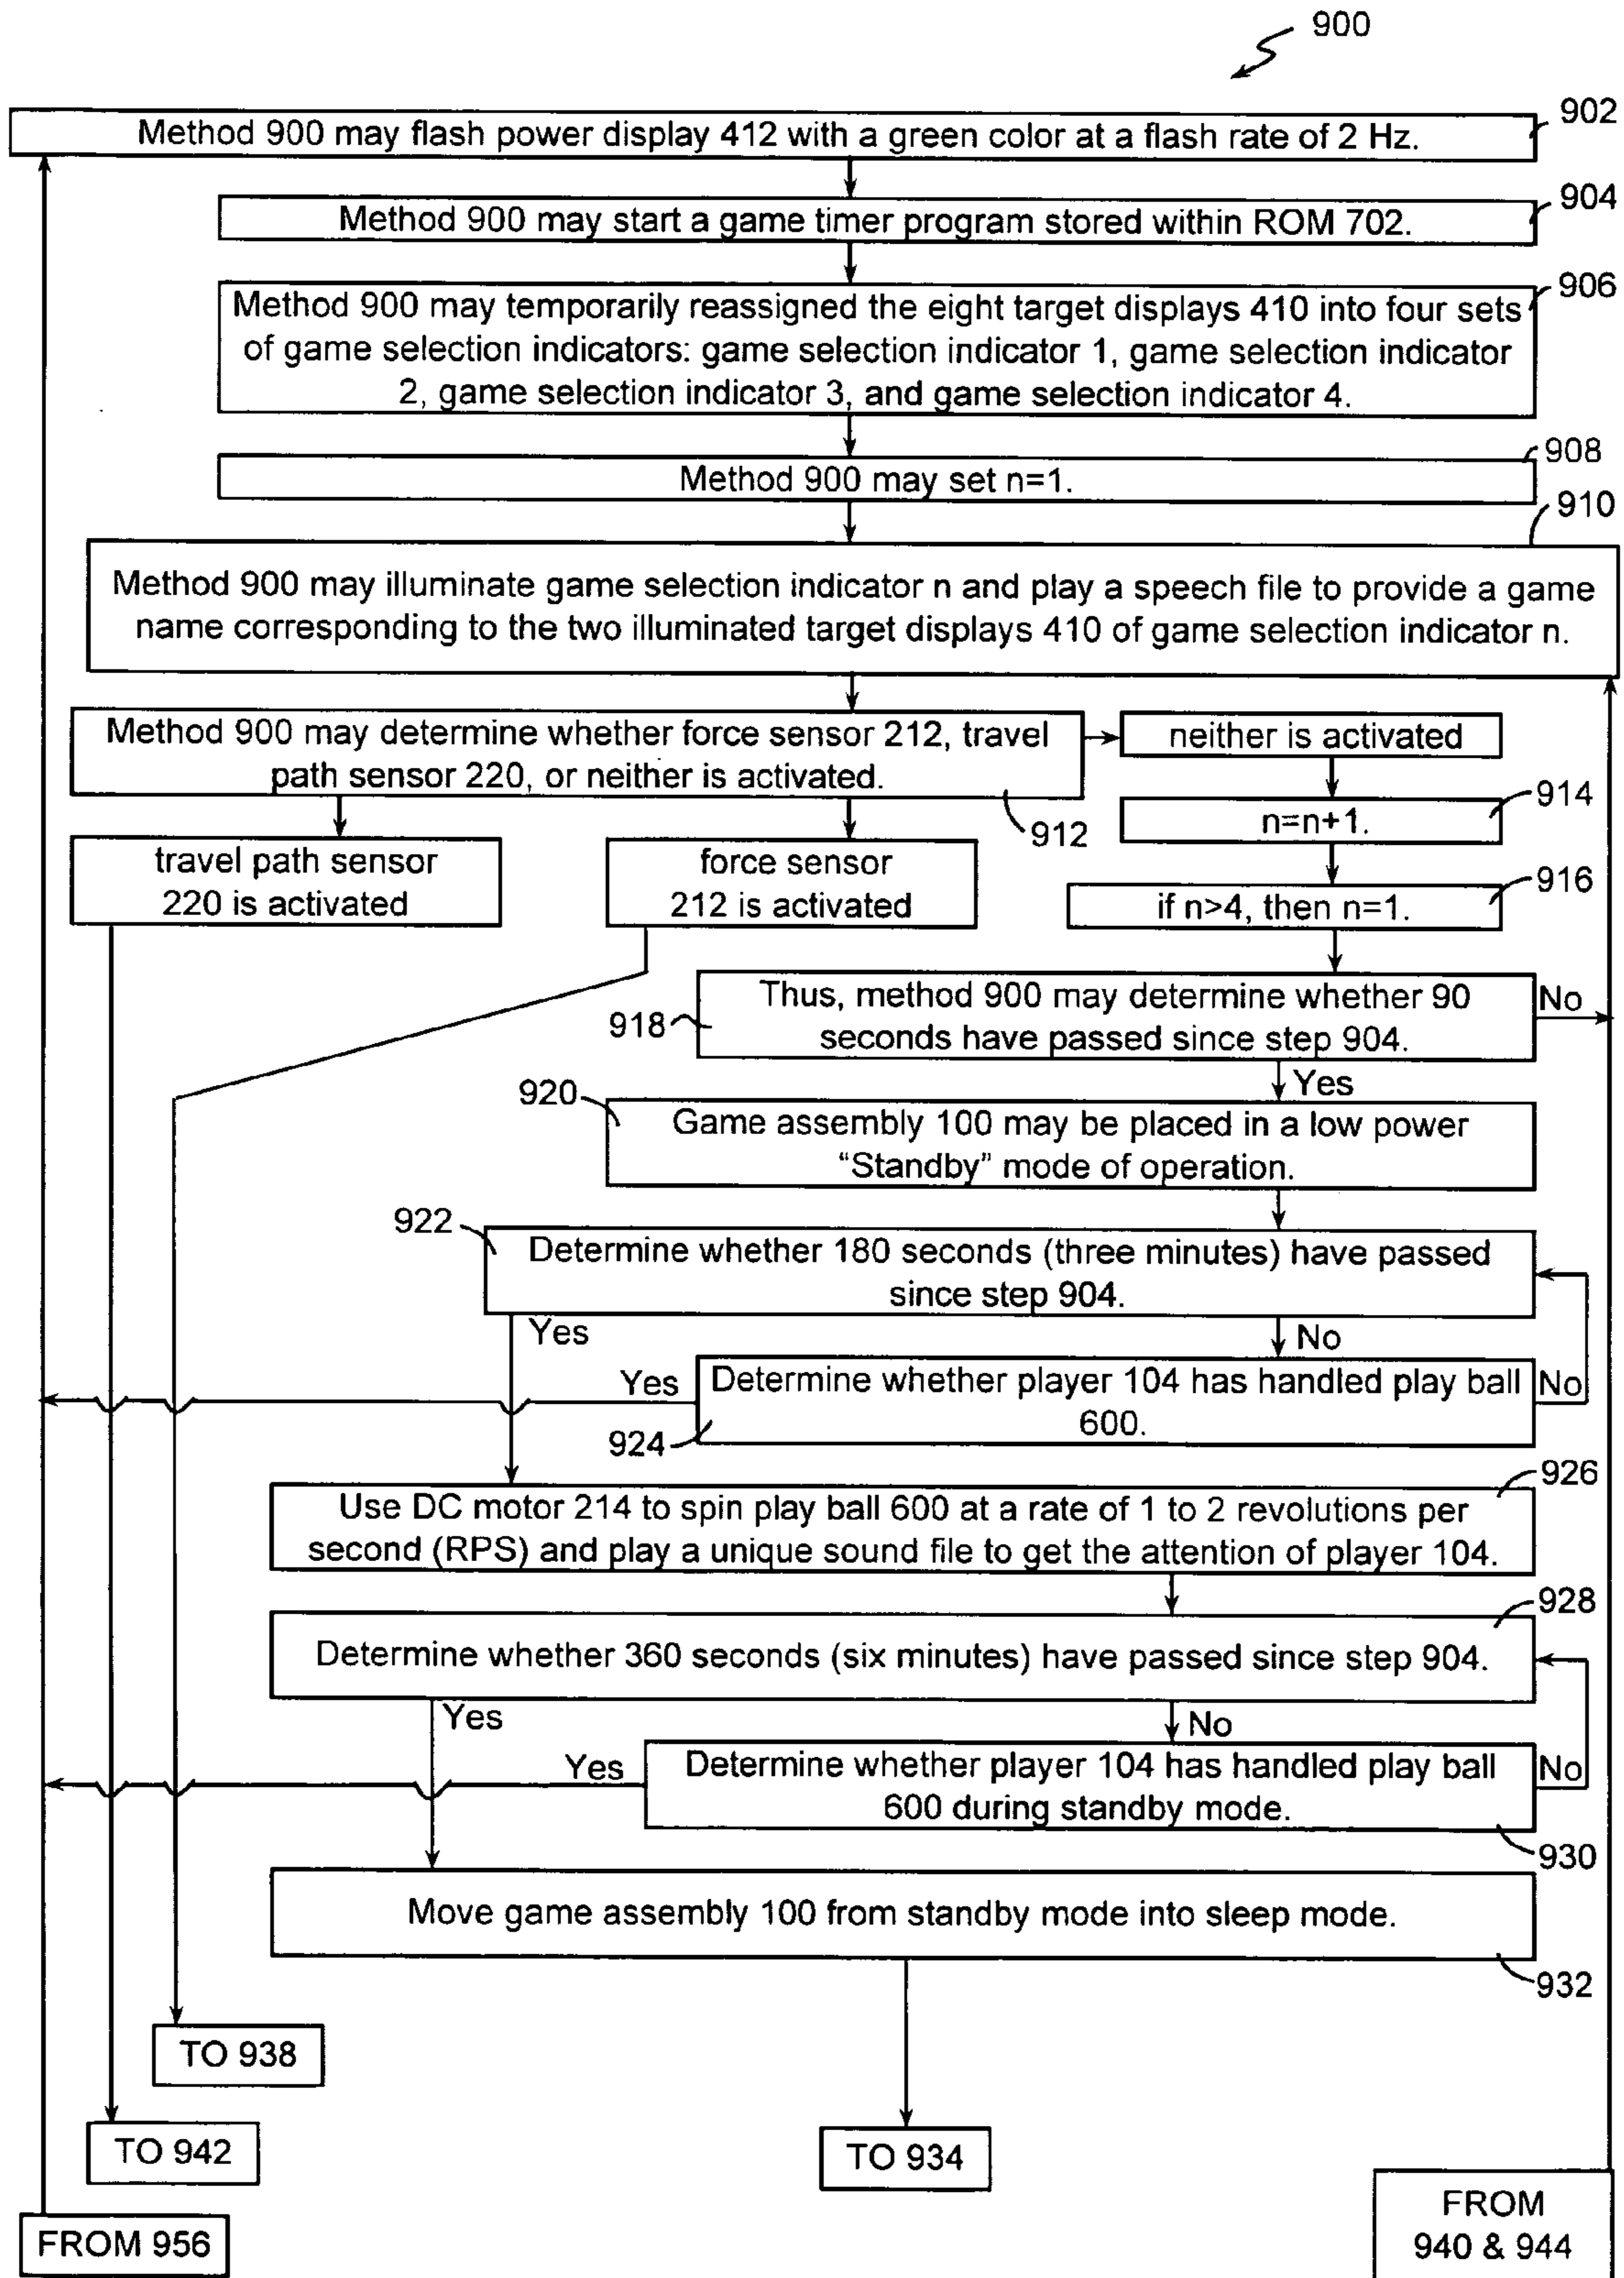 900
Method 900 may flash power display 412 with a green color at a flash rate of 2 Hz.
902
Method 900 may start a game timer program stored within ROM 702.
904
Method 900 may temporarily reassigned the eight target displays 410 into four sets
of game selection indicators: game selection indicator 1, game selection indicator
2, game selection indicator 3, and game selection indicator 4.
906
Method 900 may set n=1.
908
910
Method 900 may illuminate game selection indicator n and play a speech file to provide a game
name corresponding to the two illuminated target displays 410 of game selection indicator n.
Method 900 may determine whether force sensor 212, travel
path sensor 220, or neither is activated.
912
neither is activated
n=n+1.
914
travel path sensor
220 is activated
force sensor
212 is activated
if n>4, then n=1.
916
Thus, method 900 may determine whether 90
seconds have passed since step 904.
918
No
Yes
920
Game assembly 100 may be placed in a low power
“Standby” mode of operation.
922
Determine whether 180 seconds (three minutes) have passed
since step 904.
Yes
No
Yes
Determine whether player 104 has handled play ball
600.
No
924
926
Use DC motor 214 to spin play ball 600 at a rate of 1 to 2 revolutions per
second (RPS) and play a unique sound file to get the attention of player 104.
928
Determine whether 360 seconds (six minutes) have passed since step 904.
Yes
No
Yes
Determine whether player 104 has handled play ball
600 during standby mode.
No
930
Move game assembly 100 from standby mode into sleep mode.
932
TO 938
TO 942
TO 934
FROM 956
FROM
940 & 944